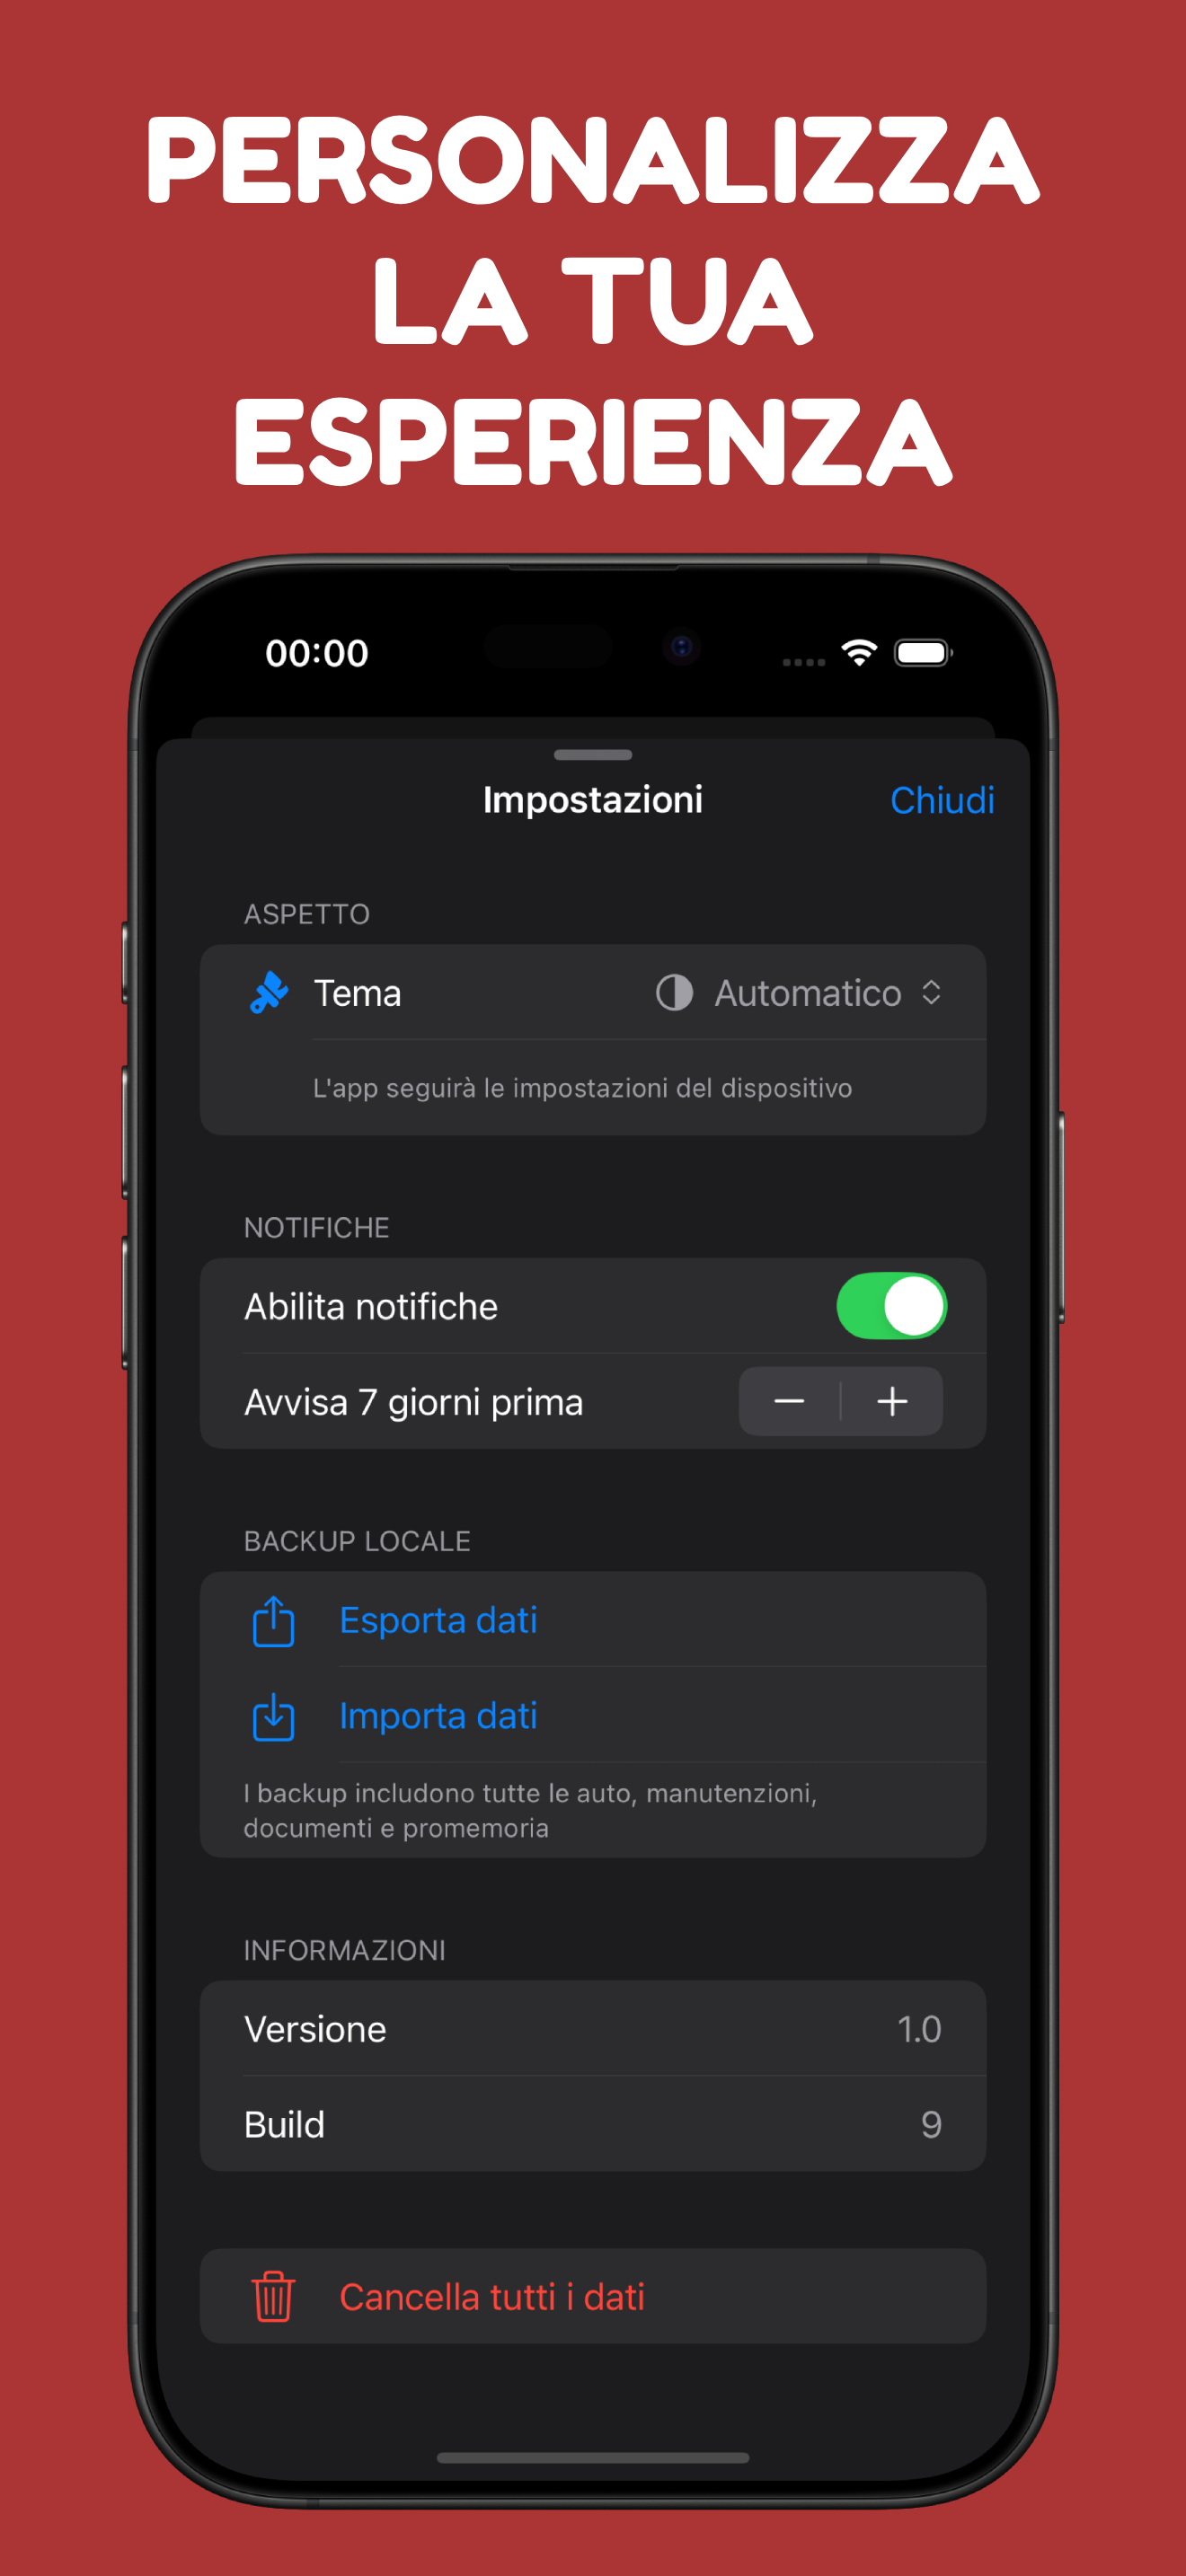 PERSONALIZZA
LA TUA
ESPERIENZA
00:00
Impostazioni
Chiudi
ASPETTO
Tema
Automatico
L'app seguirà le impostazioni del dispositivo
NOTIFICHE
Abilita notifiche
Avvisa 7 giorni prima
BACKUP LOCALE
Esporta dati
Importa dati
I backup includono tutte le auto, manutenzioni,
documenti e promemoria
INFORMAZIONI
Versione
1.0
Build
9
Cancella tutti i dati